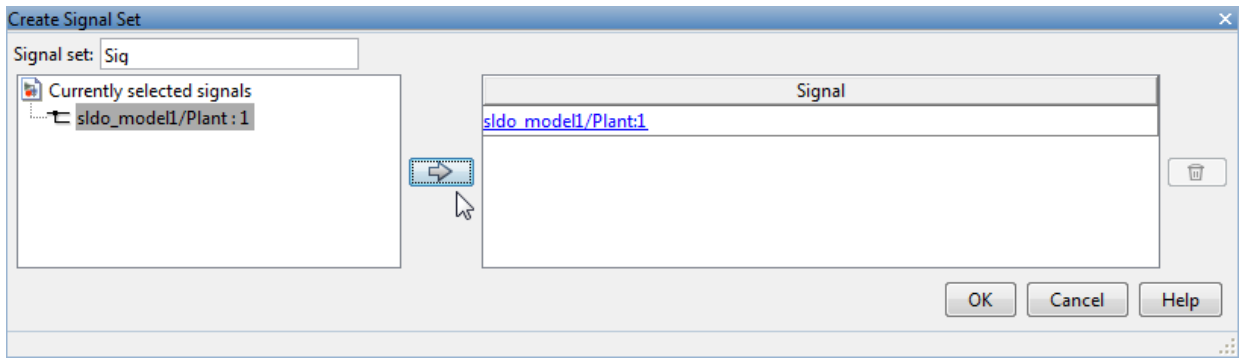 Create Signal Set
Signal set: Sig
Currently selected signals
Signal
sldo_model1/Plant : 1
sldo_model1/Plant:1
OK Cancel Help